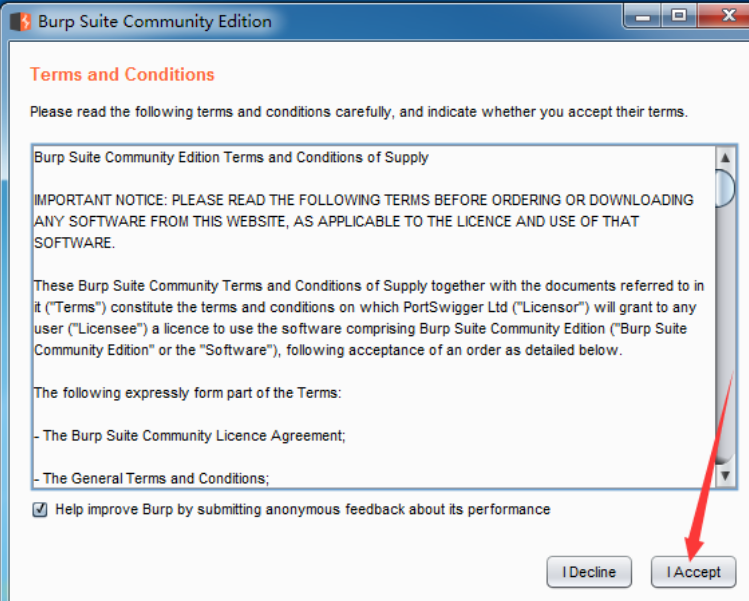 Burp Suite Community Edition
Terms and Conditions
Please read the following terms and conditions carefully, and indicate whether you accept their terms.
Burp Suite Community Edition Terms and Conditions of Supply
IMPORTANT NOTICE: PLEASE READ THE FOLLOWING TERMS BEFORE ORDERING OR DOWNLOADING
ANY SOFTWARE FROM THIS WEBSITE, AS APPLICABLE TO THE LICENCE AND USE OF THAT
SOFTWARE.
These Burp Suite Community Terms and Conditions of Supply together with the documents referred to in
it ("Terms") constitute the terms and conditions on which PortSwigger Ltd ("Licensor") will grant to any
user ("Licensee") a licence to use the software comprising Burp Suite Community Edition ("Burp Suite
Community Edition" or the "Software"), following acceptance of an order as detailed below.
The following expressly form part of the Terms:
- The Burp Suite Community Licence Agreement;
- The General Terms and Conditions;
Help improve Burp by submitting anonymous feedback about its performance
I Decline
I Accept